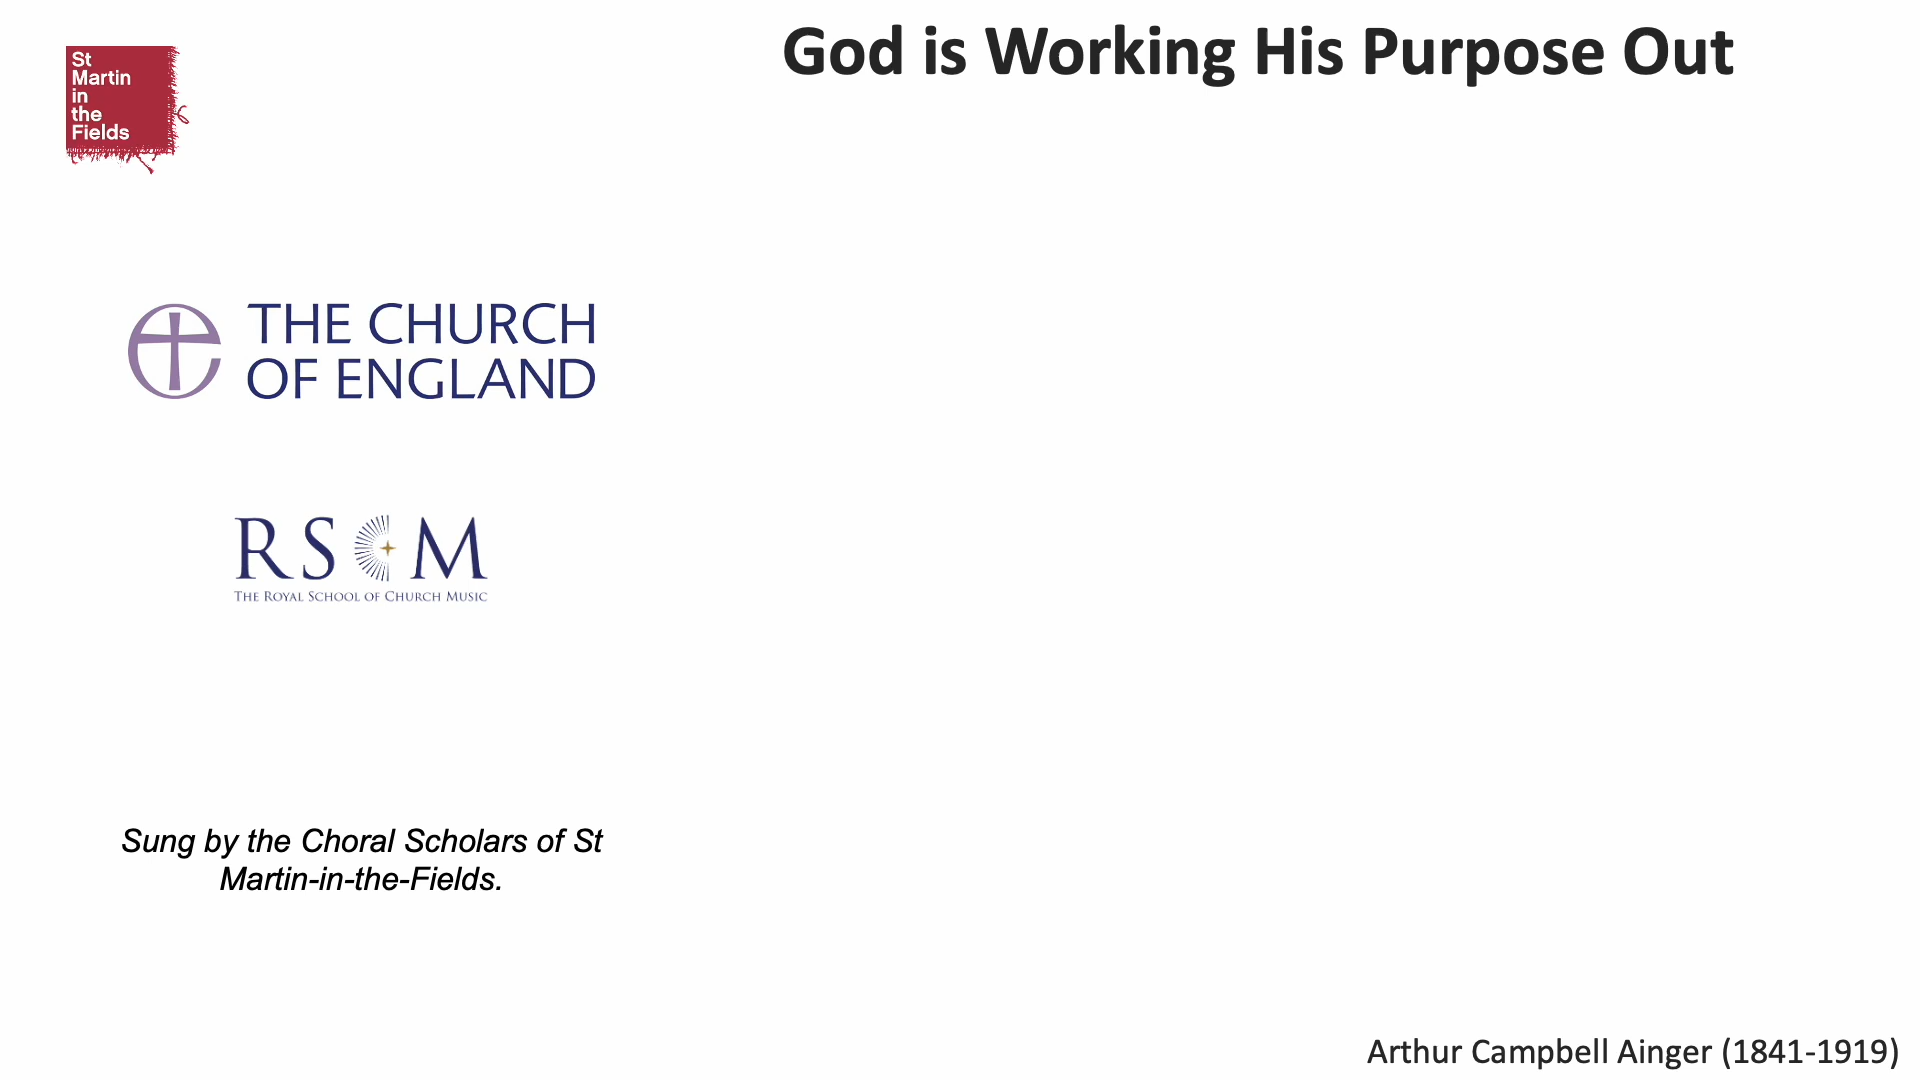 God is Working His Purpose Out
St
Martin
in
the
Fields
THE CHURCH
OF ENGLAND
RSCM
THE ROYAL SCHOOL OF CHURCH MUSIC
Sung by the Choral Scholars of St
Martin-in-the-Fields.
Arthur Campbell Ainger (1841-1919)